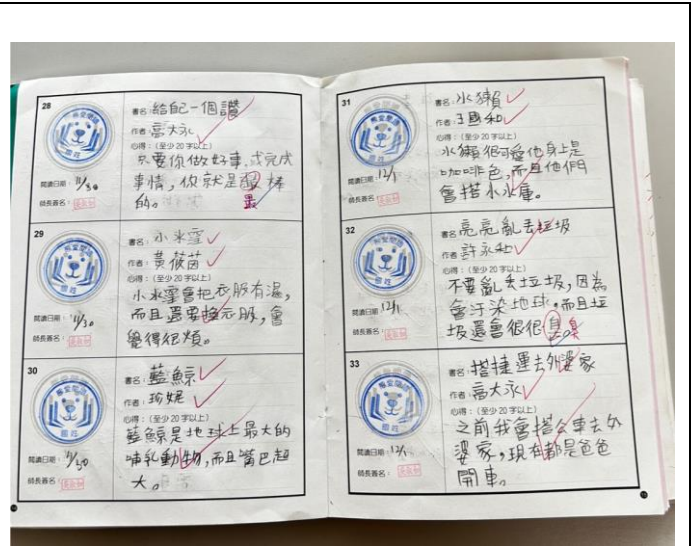 28
書名：給自己一個讚
作者：高大永
心得：(至少20字以上)
只要你做好事，或完成
事情，你就是很棒
最
的。
閱讀日期：11/30
師長簽名：
29
書名：小水窪
作者：黃筱茵
心得：(至少20字以上)
小水窪會把衣服弄濕，
而且還要換衣服，會
覺得很煩。
閱讀日期：11/30
師長簽名：
30
書名：藍鯨
作者：珍妮
心得：(至少20字以上)
藍鯨是地球上最大的
哺乳動物，而且嘴巴超
大。
閱讀日期：11/30
師長簽名：
31
書名：水獺
作者：王國和
心得：(至少20字以上)
水獺很可愛他身上是
咖啡色，而且他們
會搭小水庫。
閱讀日期：12/1
師長簽名：
32
書名：亮亮亂丟垃圾
作者：許永和
心得：(至少20字以上)
不要亂丟垃圾，因為
會汙染地球，而且垃
圾還會很很臭。臭
閱讀日期：12/1
師長簽名：
33
書名：搭捷運去外婆家
作者：高大永
心得：(至少20字以上)
之前我會搭公車去外
婆家，現在都是爸爸
開車。
閱讀日期：12/1
師長簽名：